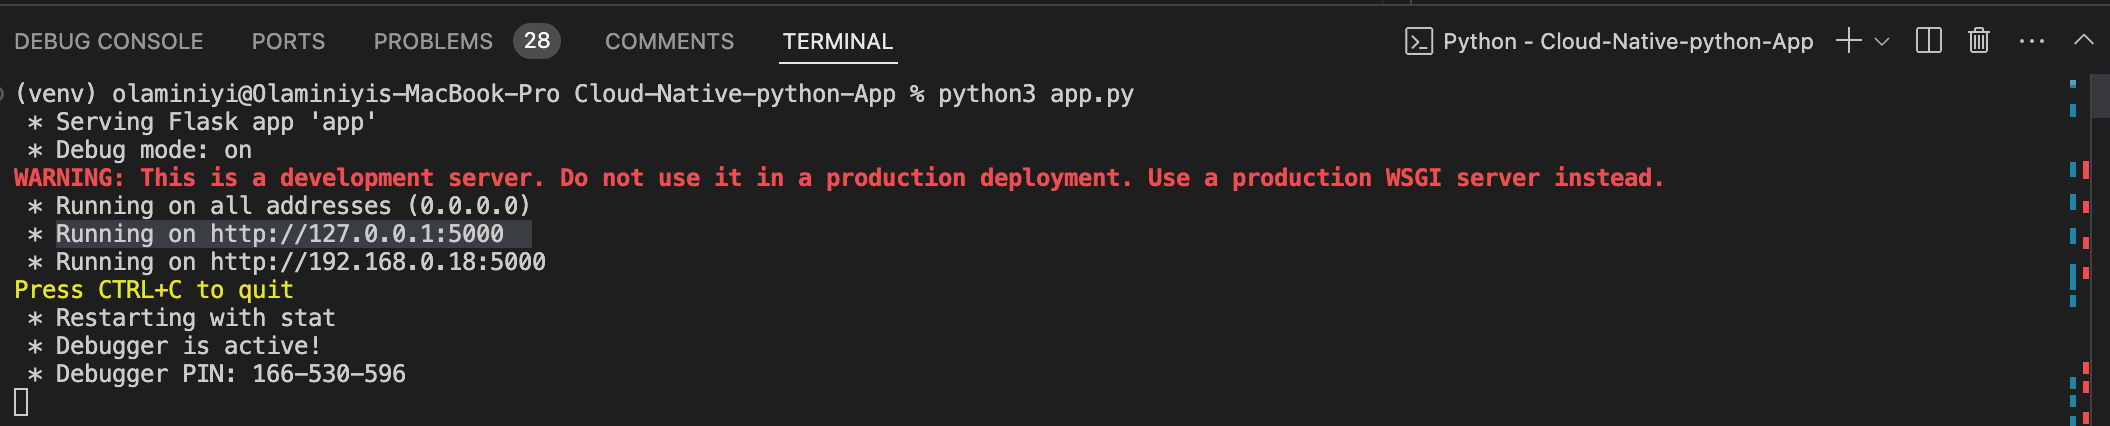 DEBUG CONSOLE PORTS PROBLEMS 28 COMMENTS TERMINAL Python - Cloud-Native-python-App
(venv) olaminiyi@Olaminiyis-MacBook-Pro Cloud-Native-python-App % python3 app.py
* Serving Flask app 'app'
* Debug mode: on
WARNING: This is a development server. Do not use it in a production deployment. Use a production WSGI server instead.
* Running on all addresses (0.0.0.0)
* Running on http://127.0.0.1:5000
* Running on http://192.168.0.18:5000
Press CTRL+C to quit
* Restarting with stat
* Debugger is active!
* Debugger PIN: 166-530-596